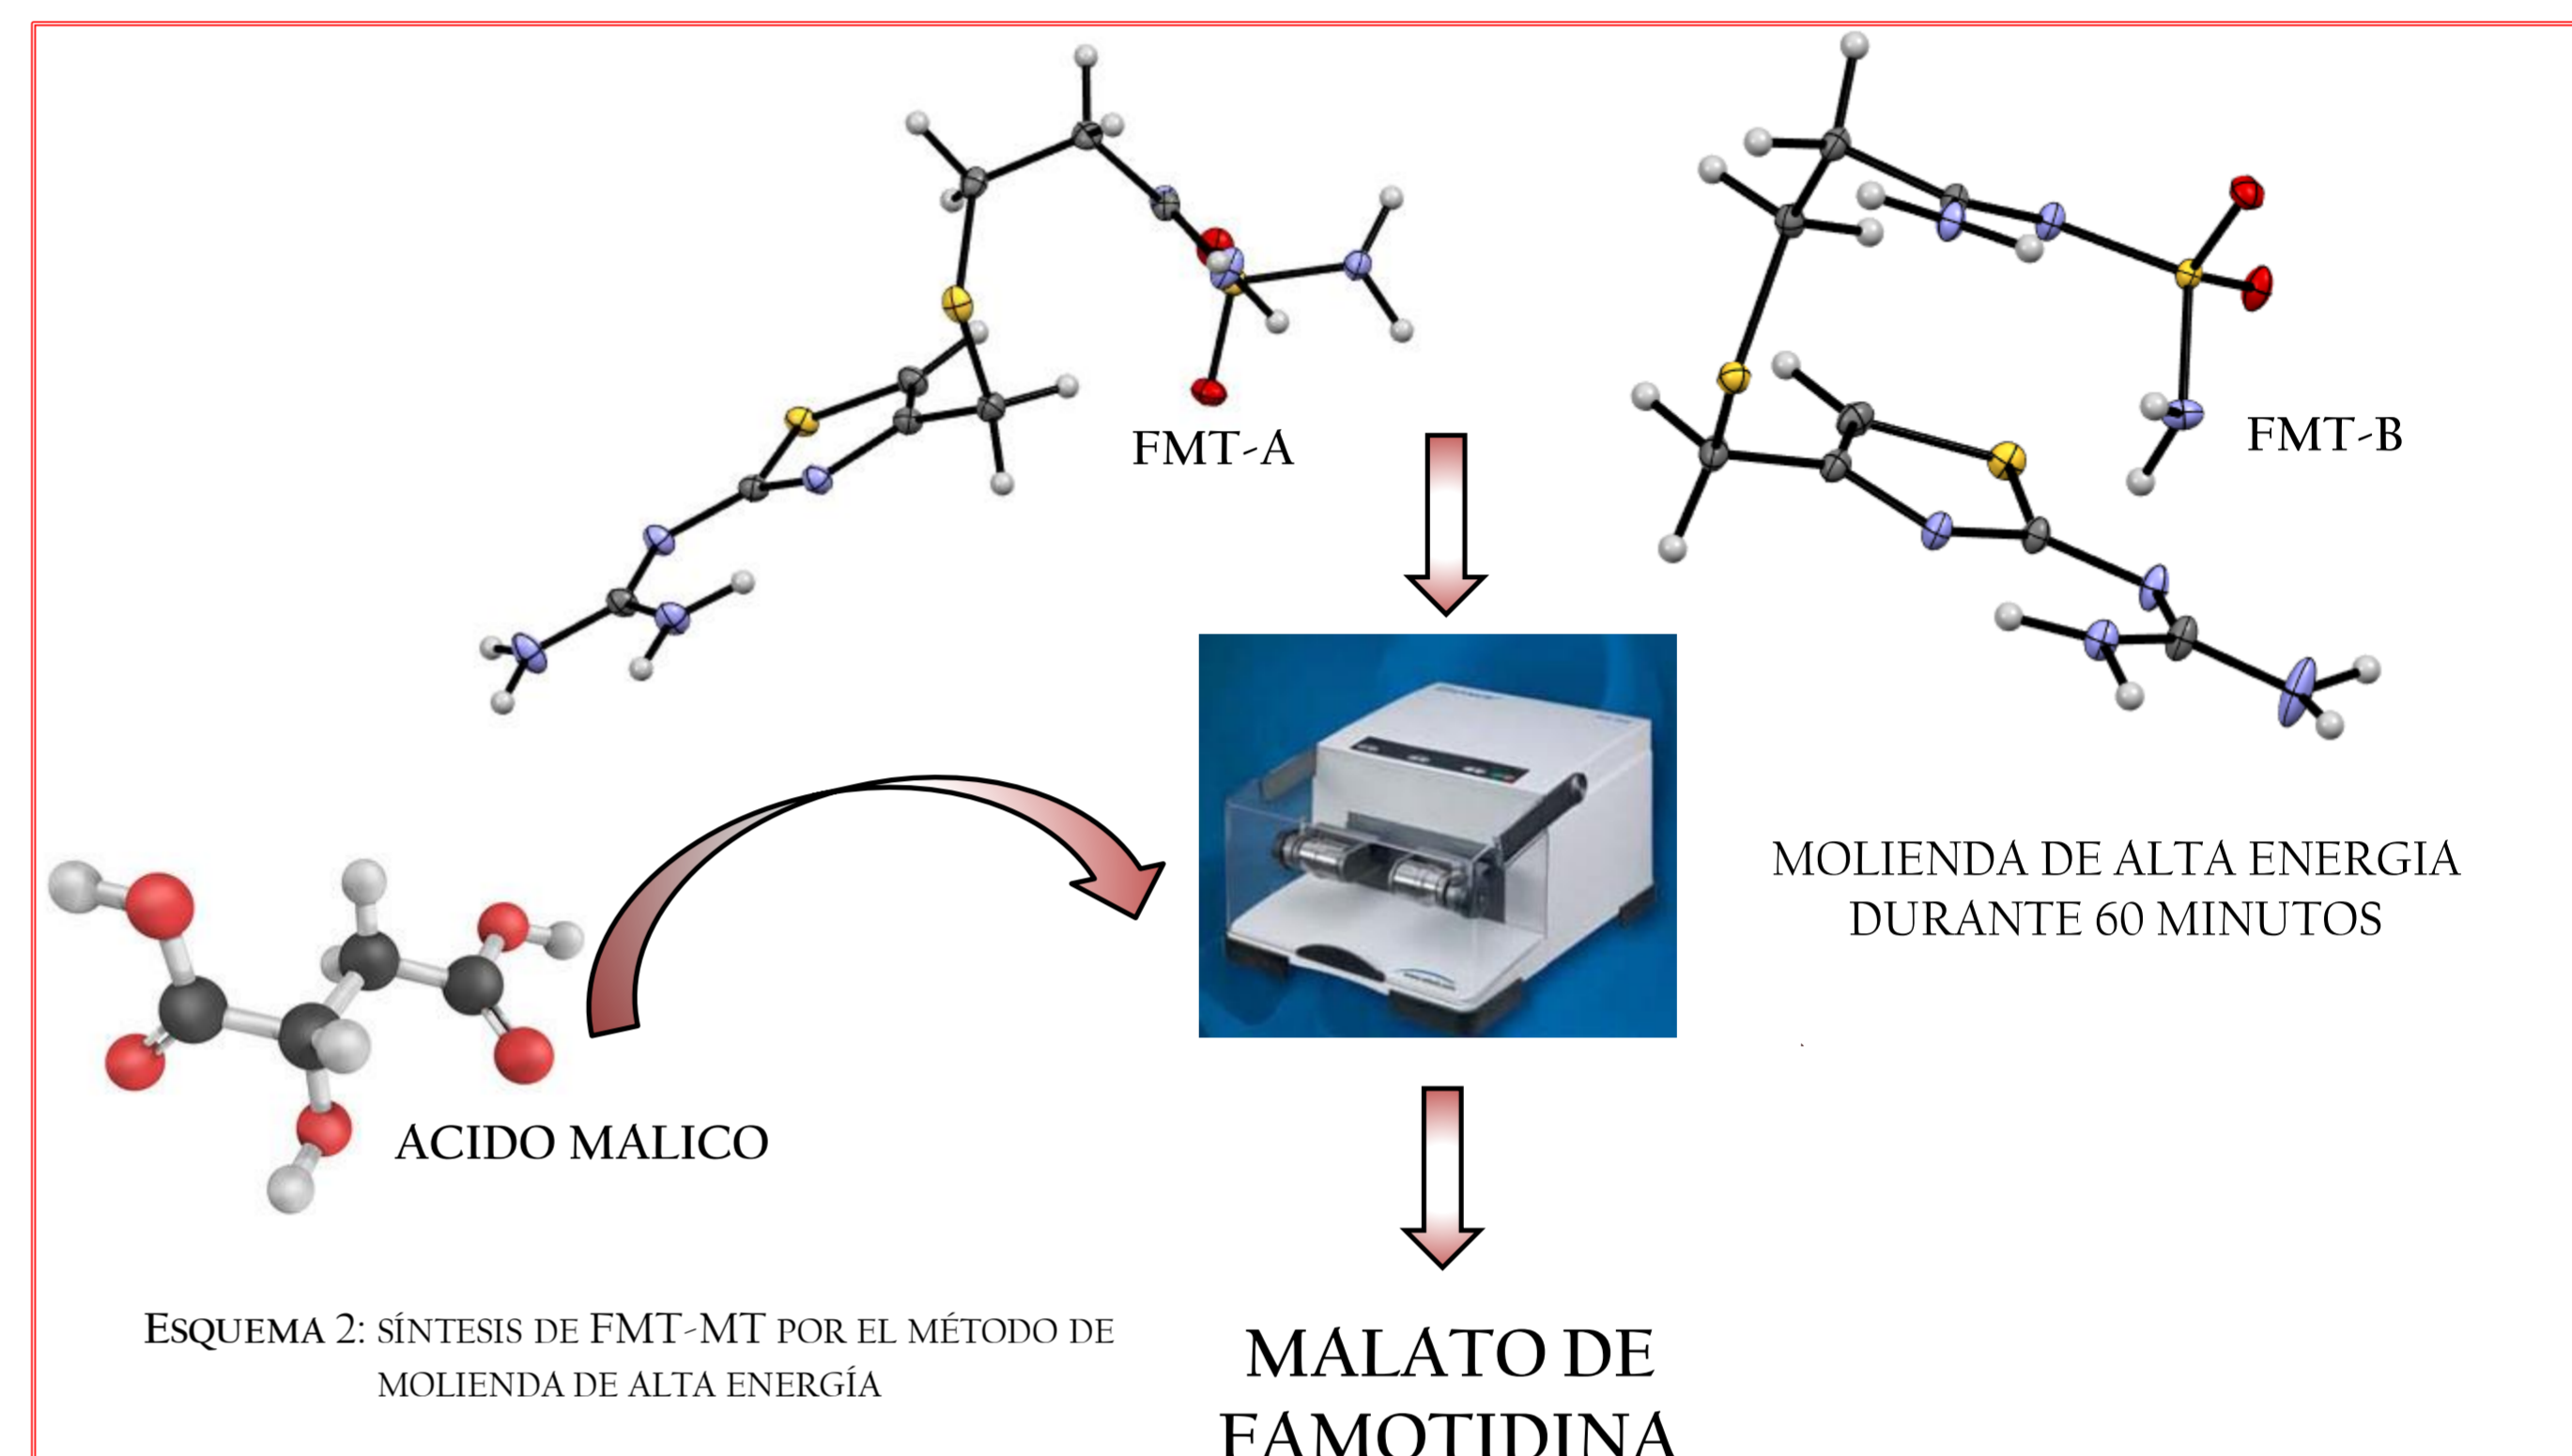 FMT-A
FMT-B
MOLIENDA DE ALTA ENERGIA
DURANTE 60 MINUTOS
ACIDO MALICO
ESQUEMA 2: SÍNTESIS DE FMT-MT POR EL MÉTODO DE
MOLIENDA DE ALTA ENERGÍA
MALATO DE
FAMOTIDINA